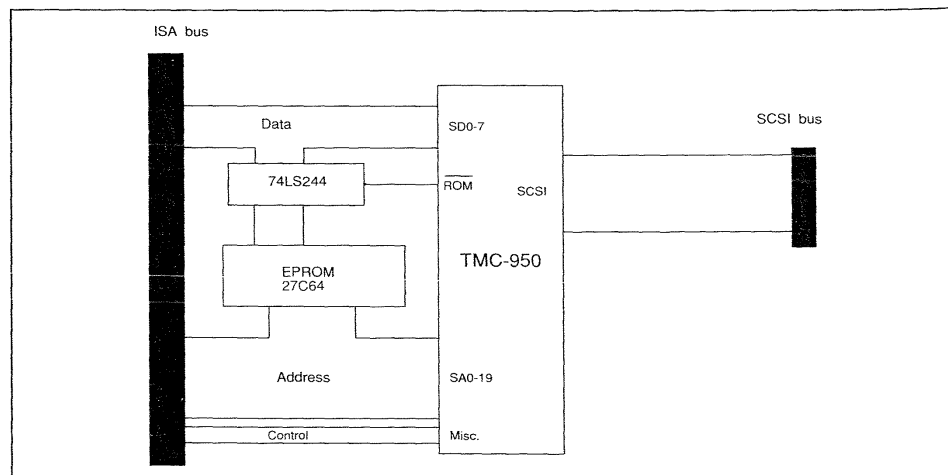 ISA bus
SCSI bus
Data
SD0-7
74LS244
ROM
SCSI
TMC-950
EPROM
27C64
Address
SA0-19
Control
Misc.